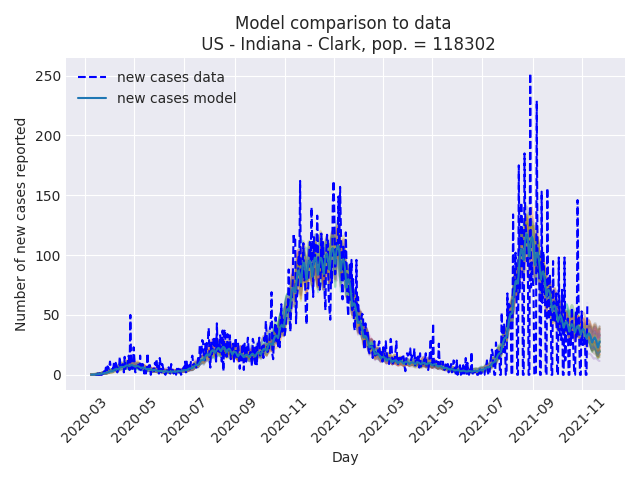 Model comparison to data
US - Indiana - Clark, pop. = 118302
new cases data
new cases model
Number of new cases reported
250
200
150
100
50
0
2020-03
2020-05
2020-07
2020-09
2020-11
2021-01
2021-03
2021-05
2021-07
2021-09
2021-11
Day